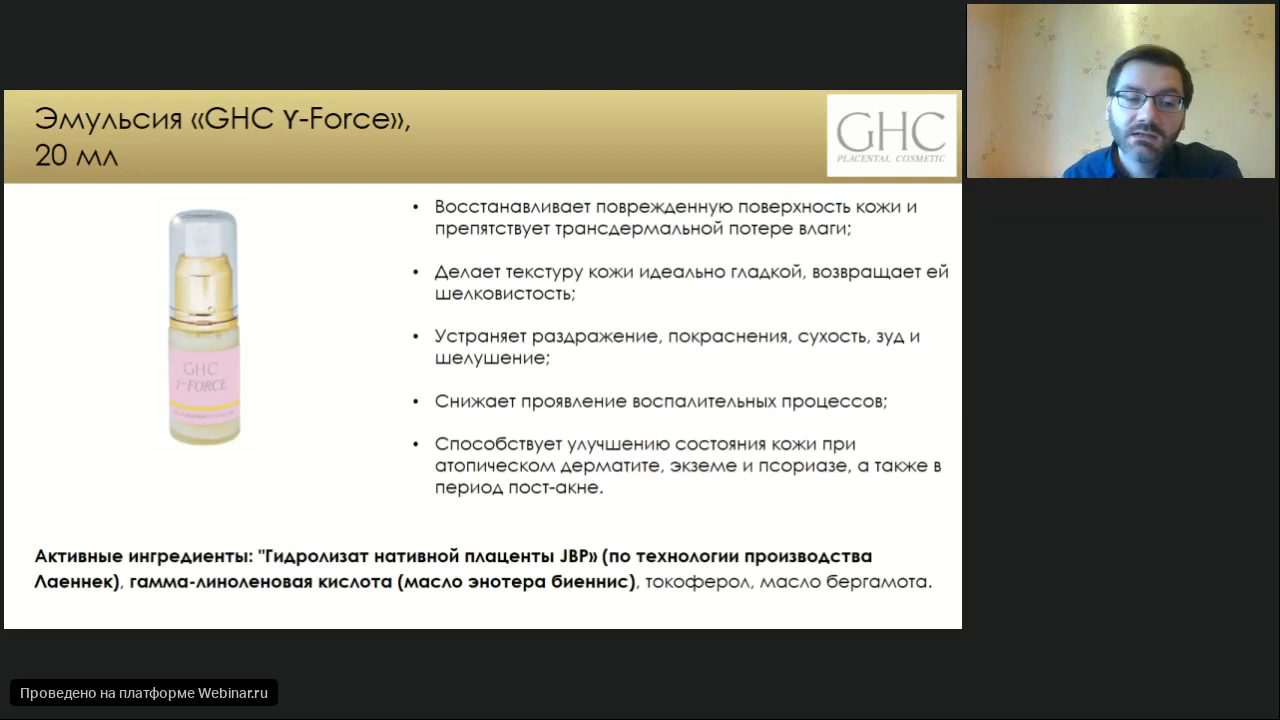 Эмульсия «GHC ϒ-Force»,
20 мл
GHC
PLACENTAL COSMETIC
• Восстанавливает поврежденную поверхность кожи и
препятствует трансдермальной потере влаги;
• Делает текстуру кожи идеально гладкой, возвращает ей
шелковистость;
• Устраняет раздражение, покраснения, сухость, зуд и
шелушение;
• Снижает проявление воспалительных процессов;
• Способствует улучшению состояния кожи при
атопическом дерматите, экземе и псориазе, а также в
период пост-акне.
GHC
ϒ-FORCE
Активные ингредиенты: "Гидролизат нативной плаценты JBP» (по технологии производства
Лаеннек), гамма-линоленовая кислота (масло энотера биеннис), токоферол, масло бергамота.
Проведено на платформе Webinar.ru